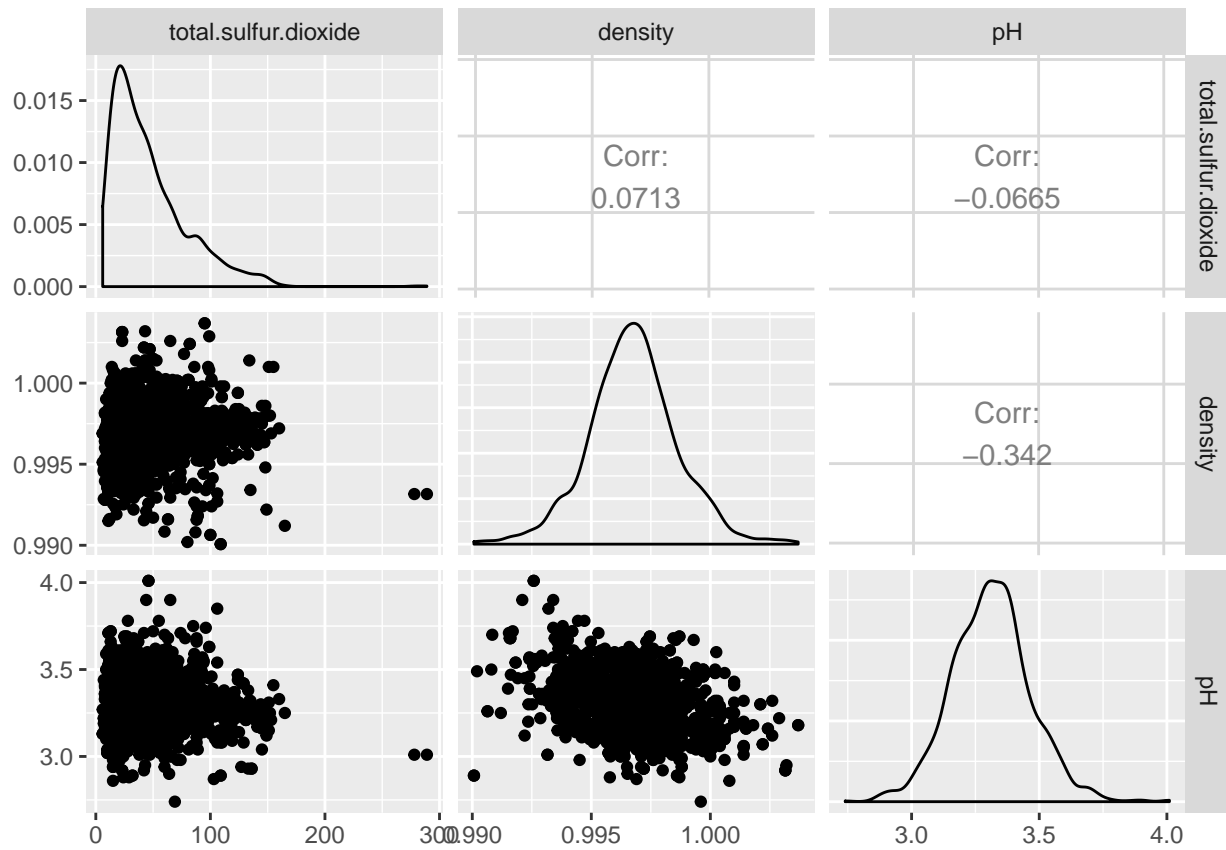 total.sulfur.dioxide density pH
0.015
0.010
0.005
0.000
Corr:
0.0713
Corr:
−0.0665
total.sulfur.dioxide
1.000
0.995
0.990
Corr:
−0.342
density
4.0
3.5
3.0
pH
0 100 200 300
0.990 0.995 1.000
3.0 3.5 4.0